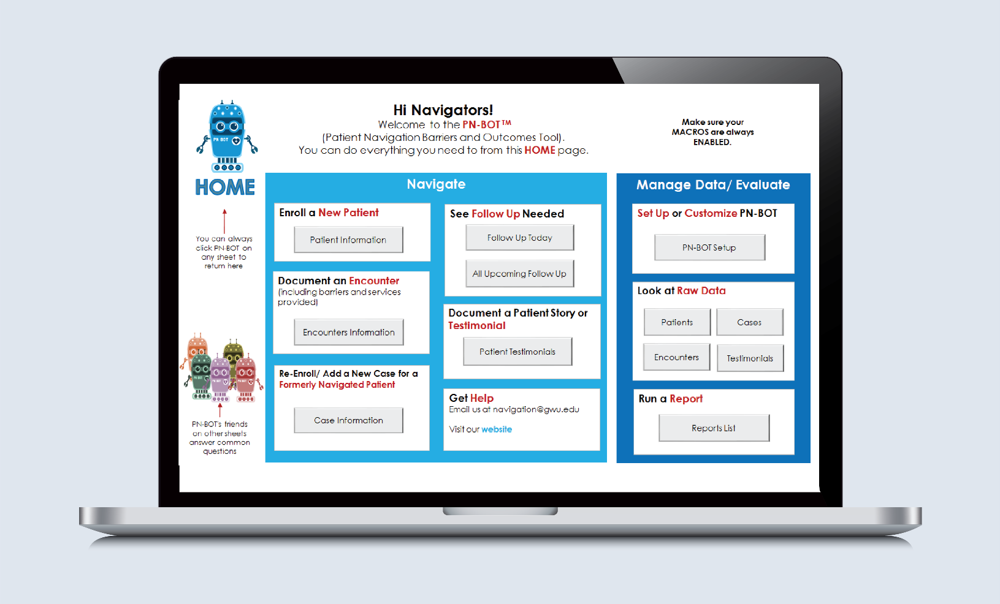 Hi Navigators!
Welcome to the PN-BOT™
(Patient Navigation Barriers and Outcomes Tool).
You can do everything you need to from this HOME page.
Make sure your
MACROS are always
ENABLED.
PN BOT
HOME
You can always
click PN-BOT on
any sheet to
return here
PN-BOT's friends
on other sheets
answer common
questions
Navigate
Enroll a New Patient
Patient Information
Document an Encounter
(including barriers and services
provided)
Encounters Information
Re-Enroll/ Add a New Case for a
Formerly Navigated Patient
Case Information
See Follow Up Needed
Follow Up Today
All Upcoming Follow Up
Document a Patient Story or
Testimonial
Patient Testimonials
Get Help
Email us at navigation@gwu.edu
Visit our website
Manage Data/ Evaluate
Set Up or Customize PN-BOT
PN-BOT Setup
Look at Raw Data
Patients
Cases
Encounters
Testimonials
Run a Report
Reports List